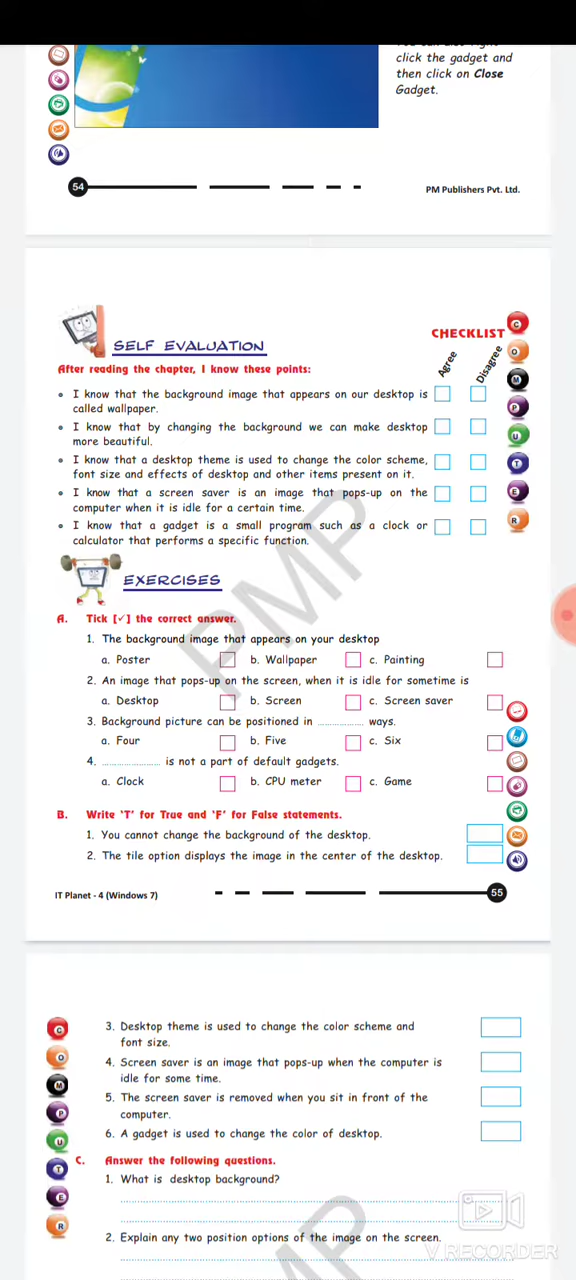 click the gadget and
then click on Close
Gadget.
54
PM Publishers Pvt. Ltd.
SELF EVALUATION
CHECKLIST
Agree
Disagree
After reading the chapter, I know these points:
I know that the background image that appears on our desktop is
called wallpaper.
I know that by changing the background we can make desktop
more beautiful.
I know that a desktop theme is used to change the color scheme,
font size and effects of desktop and other items present on it.
I know that a screen saver is an image that pops-up on the
computer when it is idle for a certain time.
I know that a gadget is a small program such as a clock or
calculator that performs a specific function.
C
O
M
P
U
T
E
R
EXERCISES
A. Tick [✓] the correct answer.
1. The background image that appears on your desktop
a. Poster b. Wallpaper c. Painting
2. An image that pops-up on the screen, when it is idle for sometime is
a. Desktop b. Screen c. Screen saver
3. Background picture can be positioned in .................. ways.
a. Four b. Five c. Six
4. ...................... is not a part of default gadgets.
a. Clock b. CPU meter c. Game
B. Write 'T' for True and 'F' for False statements.
1. You cannot change the background of the desktop.
2. The tile option displays the image in the center of the desktop.
PMP
IT Planet - 4 (Windows 7)
55
C
O
M
P
U
T
E
R
3. Desktop theme is used to change the color scheme and
font size.
4. Screen saver is an image that pops-up when the computer is
idle for some time.
5. The screen saver is removed when you sit in front of the
computer.
6. A gadget is used to change the color of desktop.
C. Answer the following questions.
1. What is desktop background?
2. Explain any two position options of the image on the screen.
PMP
V RECORDER